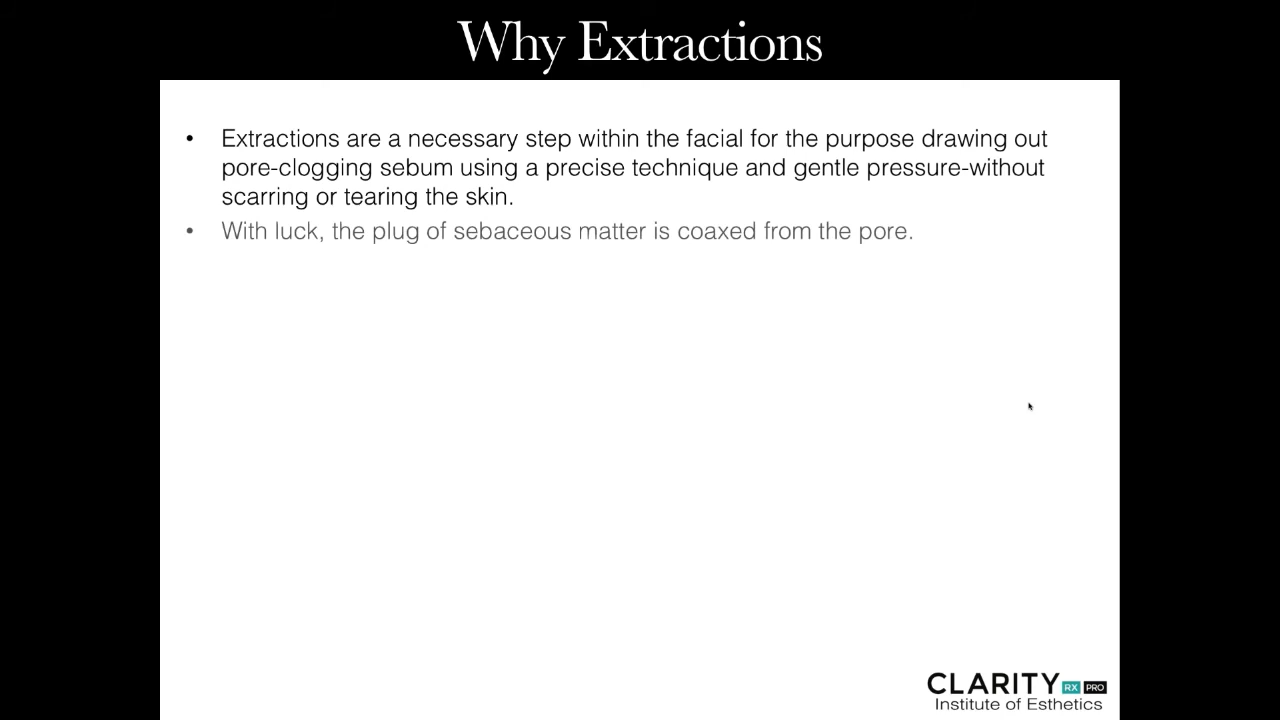 Why Extractions
• Extractions are a necessary step within the facial for the purpose drawing out
pore-clogging sebum using a precise technique and gentle pressure-without
scarring or tearing the skin.
• With luck, the plug of sebaceous matter is coaxed from the pore.
CLARITY RX PRO
Institute of Esthetics